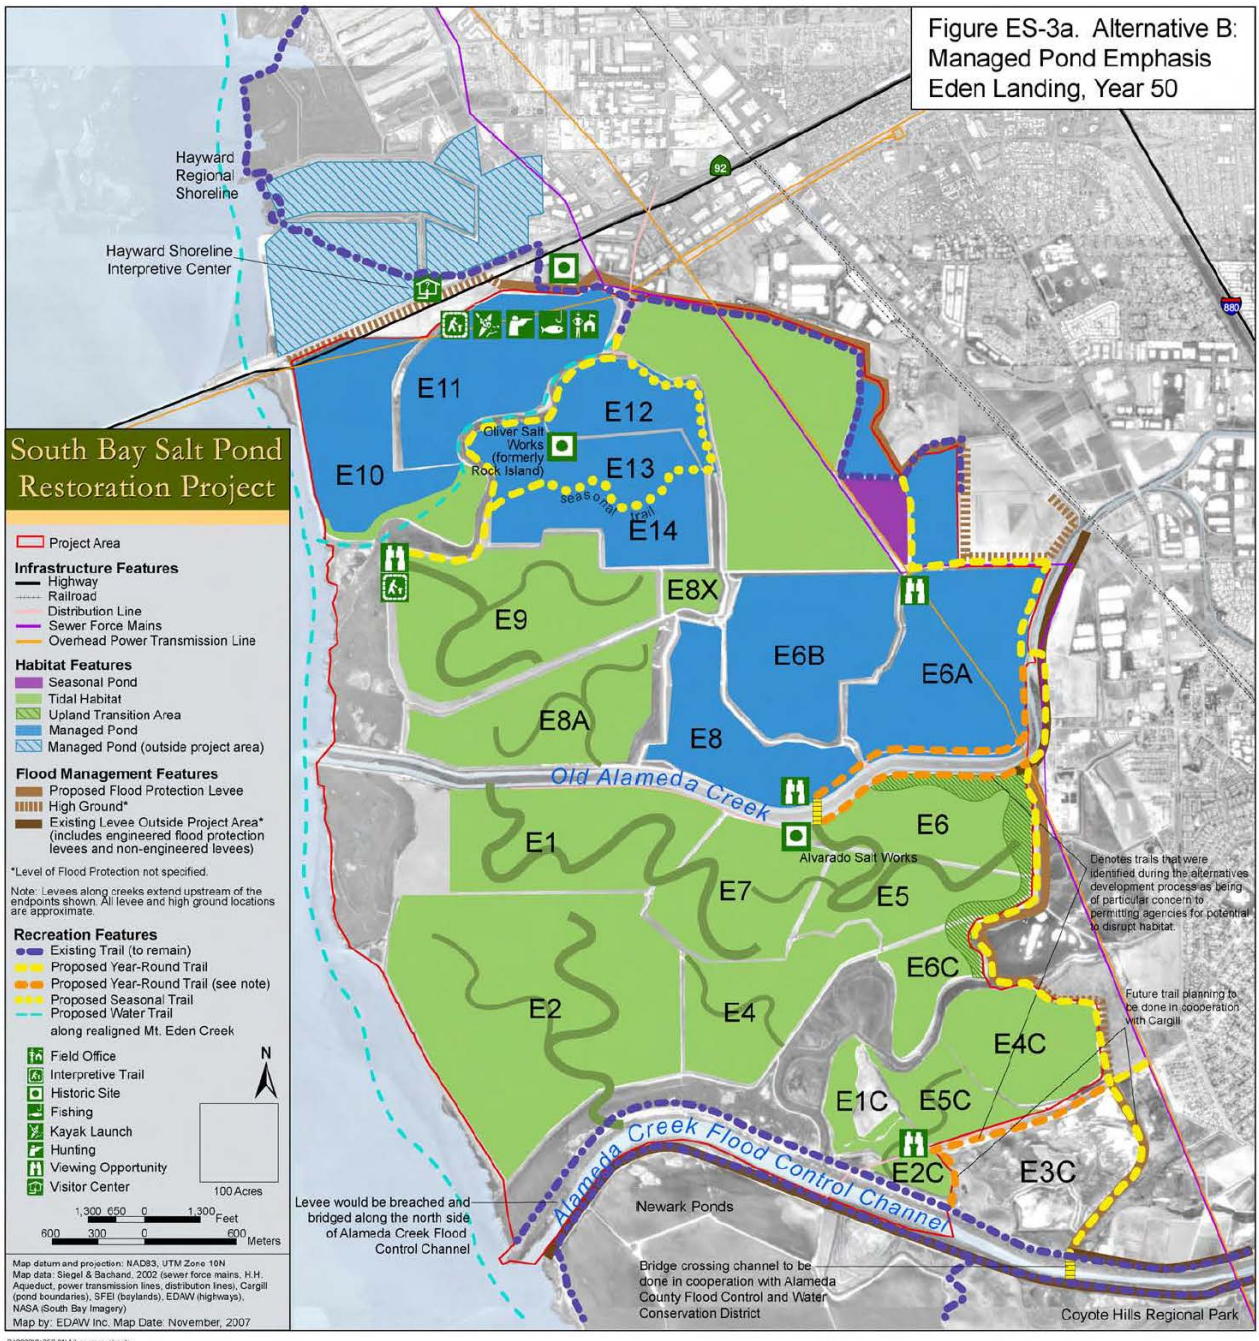 Figure ES-3a. Alternative B:
Managed Pond Emphasis
Eden Landing, Year 50
Hayward
Regional
Shoreline
92
Hayward Shoreline
Interpretive Center
880
E11
E12
E10
Oliver Salt
Works
(formerly
Rock Island)
E13
seasonal trail
E14
E9
E8X
E6B
E6A
E8A
E8
Old Alameda Creek
E1
E6
Alvarado Salt Works
E7
E5
Denotes trails that were
identified during the alternatives
development process as being
of particular concern to
permitting agencies for potential
to disrupt habitat.
E6C
E2
E4
E4C
Future trail planning to
be done in cooperation
with Cargill
E1C
E5C
E2C
E3C
Alameda Creek Flood Control Channel
Levee would be breached and
bridged along the north side
of Alameda Creek Flood
Control Channel
Newark Ponds
Bridge crossing channel to be
done in cooperation with Alameda
County Flood Control and Water
Conservation District
Coyote Hills Regional Park
South Bay Salt Pond
Restoration Project
Project Area
Infrastructure Features
Highway
Railroad
Distribution Line
Sewer Force Mains
Overhead Power Transmission Line
Habitat Features
Seasonal Pond
Tidal Habitat
Upland Transition Area
Managed Pond
Managed Pond (outside project area)
Flood Management Features
Proposed Flood Protection Levee
High Ground*
Existing Levee Outside Project Area*
(includes engineered flood protection
levees and non-engineered levees)
*Level of Flood Protection not specified.
Note: Levees along creeks extend upstream of the
endpoints shown. All levee and high ground locations
are approximate.
Recreation Features
Existing Trail (to remain)
Proposed Year-Round Trail
Proposed Year-Round Trail (see note)
Proposed Seasonal Trail
Proposed Water Trail
along realigned Mt. Eden Creek
Field Office
Interpretive Trail
Historic Site
Fishing
Kayak Launch
Hunting
Viewing Opportunity
Visitor Center
N
100 Acres
1,300 650 0 1,300 Feet
600 300 0 600 Meters
Map datum and projection: NAD83, UTM Zone 10N
Map data: Siegel & Bachand, 2002 (sewer force mains, H.H.
Aqueduct, power transmission lines, distribution lines), Cargill
(pond boundaries), SFEI (baylands), EDAW (highways),
NASA (South Bay Imagery)
Map by: EDAW Inc. Map Date: November, 2007